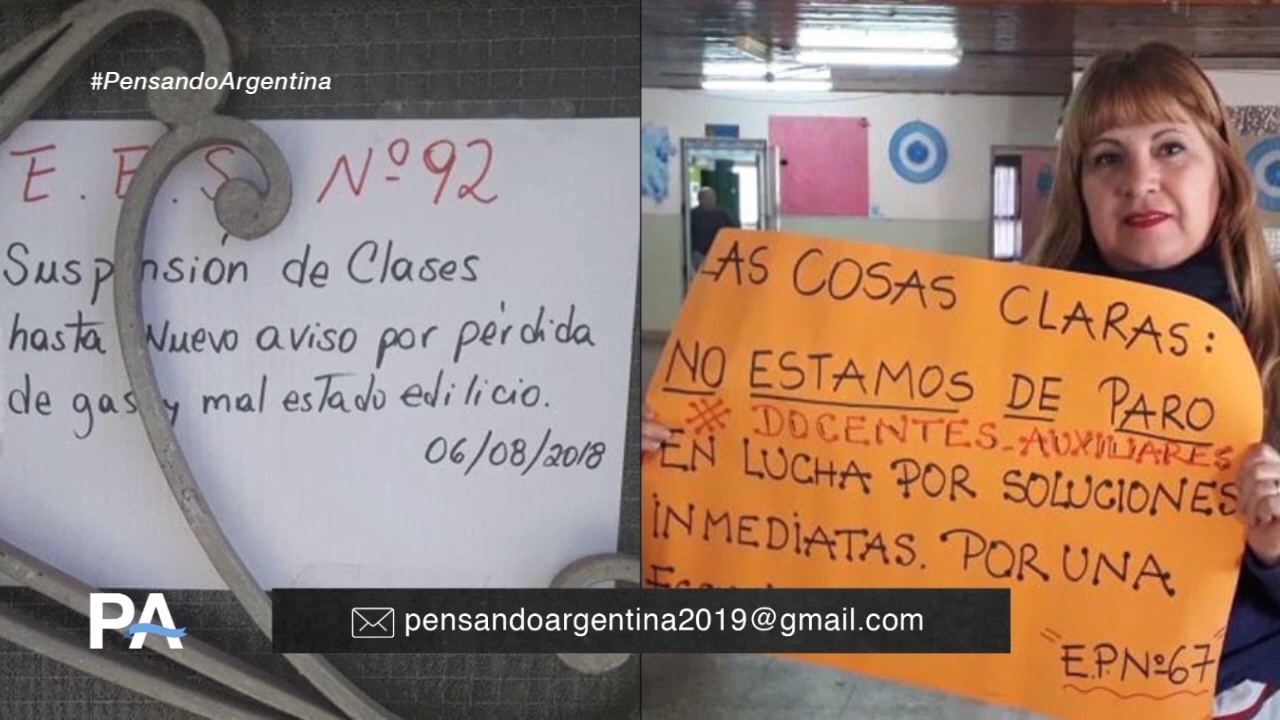 #PensandoArgentina
E.E.S Nº92
Suspensión de Clases
hasta Nuevo aviso por pérdida
de gas y mal estado edilicio.
06/08/2018
LAS COSAS CLARAS:
NO ESTAMOS DE PARO
# DOCENTES-AUXILIARES
EN LUCHA POR SOLUCIONES
INMEDIATAS. POR UNA
"E.P.Nº67"
PA
pensandoargentina2019@gmail.com